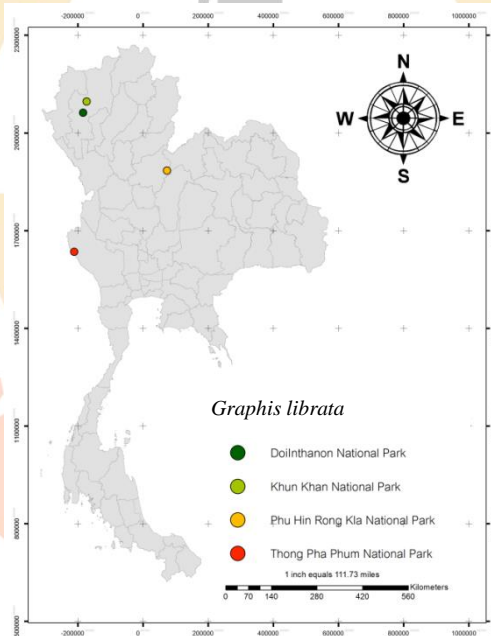 -200000 0 200000 400000 600000 800000 1000000
2300000
2000000
1700000
1400000
1100000
800000
500000
N
W E
S
Graphis librata
DoiInthanon National Park
Khun Khan National Park
Phu Hin Rong Kla National Park
Thong Pha Phum National Park
1 inch equals 111.73 miles
Kilometers
0 70 140 280 420 560
-200000 0 200000 400000 600000 800000 1000000